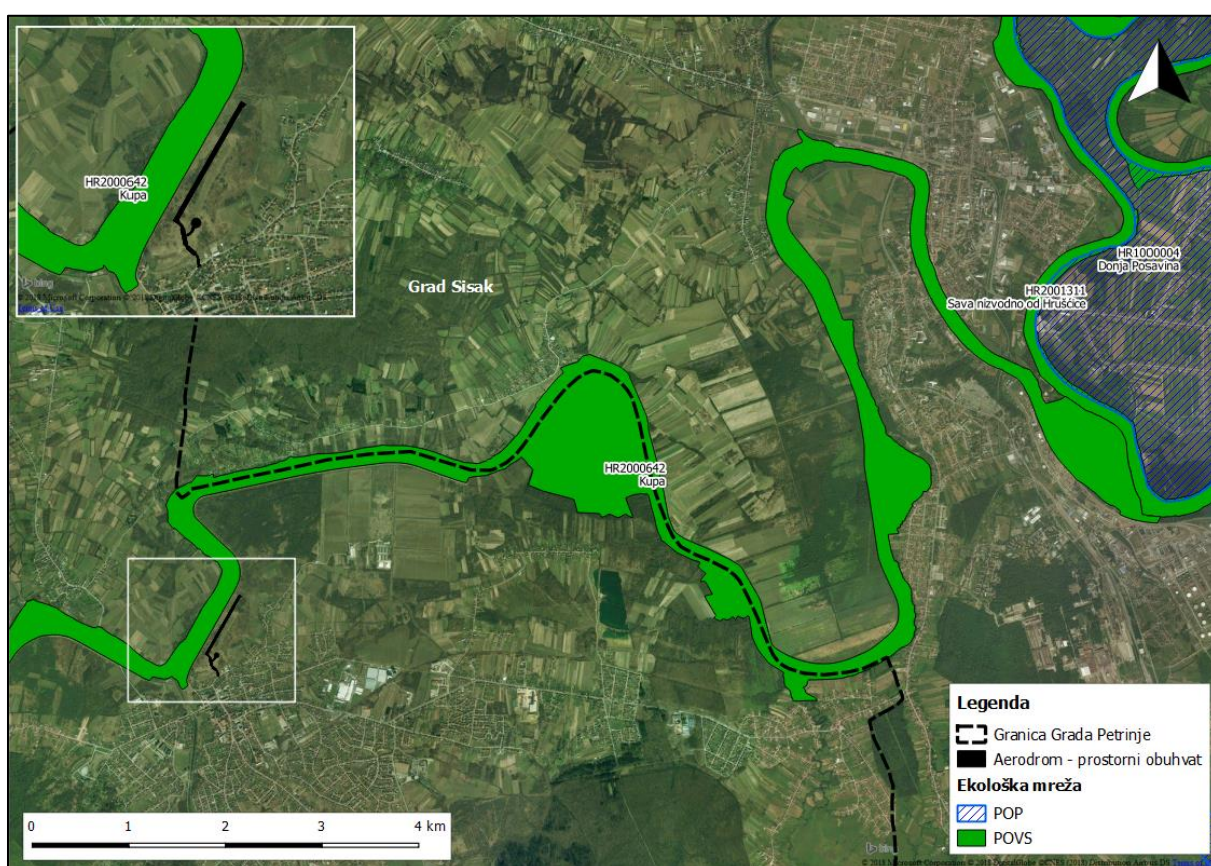 HR2000642
Kupa
Grad Sisak
HR1000004
Donja Posavina
HR2001311
Sava nizvodno od Hrušćice
HR2000642
Kupa
Legenda
Granica Grada Petrinje
Aerodrom - prostorni obuhvat
Ekološka mreža
POP
POVS
0 1 2 3 4 km